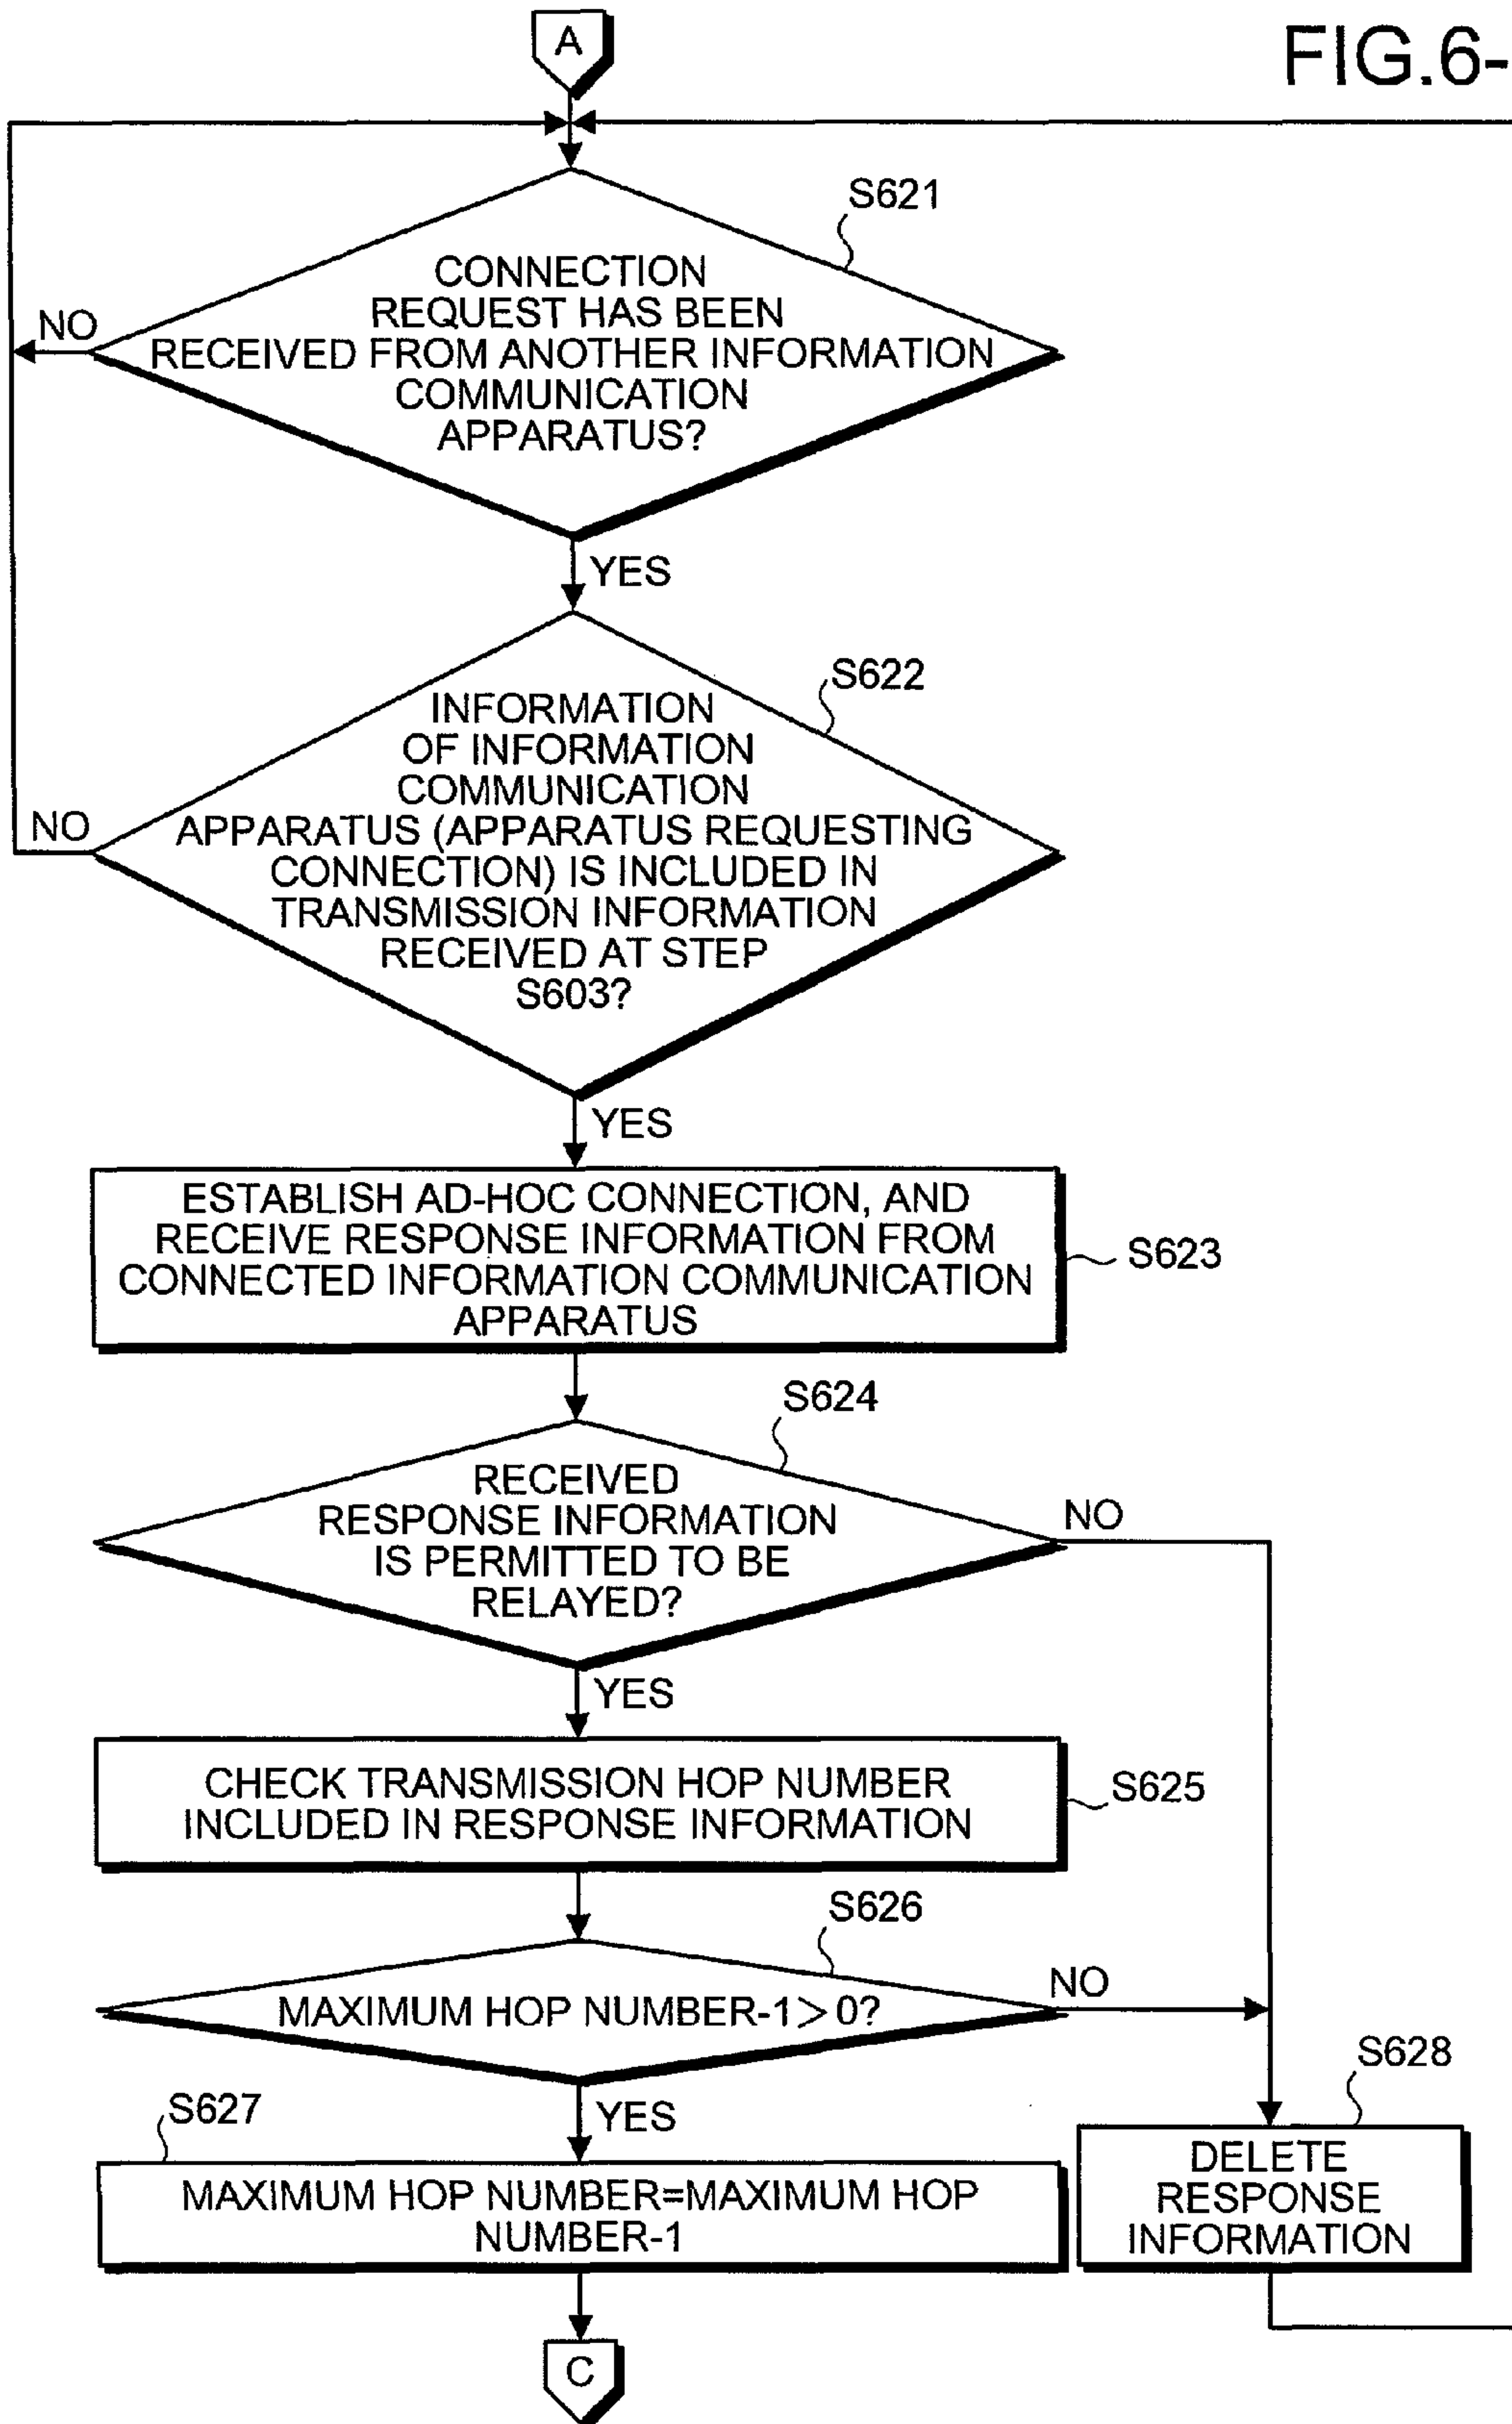 FIG.6-
A
S621
CONNECTION
REQUEST HAS BEEN
RECEIVED FROM ANOTHER INFORMATION
COMMUNICATION
APPARATUS?
NO
YES
S622
INFORMATION
OF INFORMATION
COMMUNICATION
APPARATUS (APPARATUS REQUESTING
CONNECTION) IS INCLUDED IN
TRANSMISSION INFORMATION
RECEIVED AT STEP
S603?
NO
YES
ESTABLISH AD-HOC CONNECTION, AND
RECEIVE RESPONSE INFORMATION FROM
CONNECTED INFORMATION COMMUNICATION
APPARATUS
S623
S624
RECEIVED
RESPONSE INFORMATION
IS PERMITTED TO BE
RELAYED?
NO
YES
CHECK TRANSMISSION HOP NUMBER
INCLUDED IN RESPONSE INFORMATION
S625
S626
MAXIMUM HOP NUMBER-1>0?
NO
YES
S627
MAXIMUM HOP NUMBER=MAXIMUM HOP
NUMBER-1
S628
DELETE
RESPONSE
INFORMATION
C